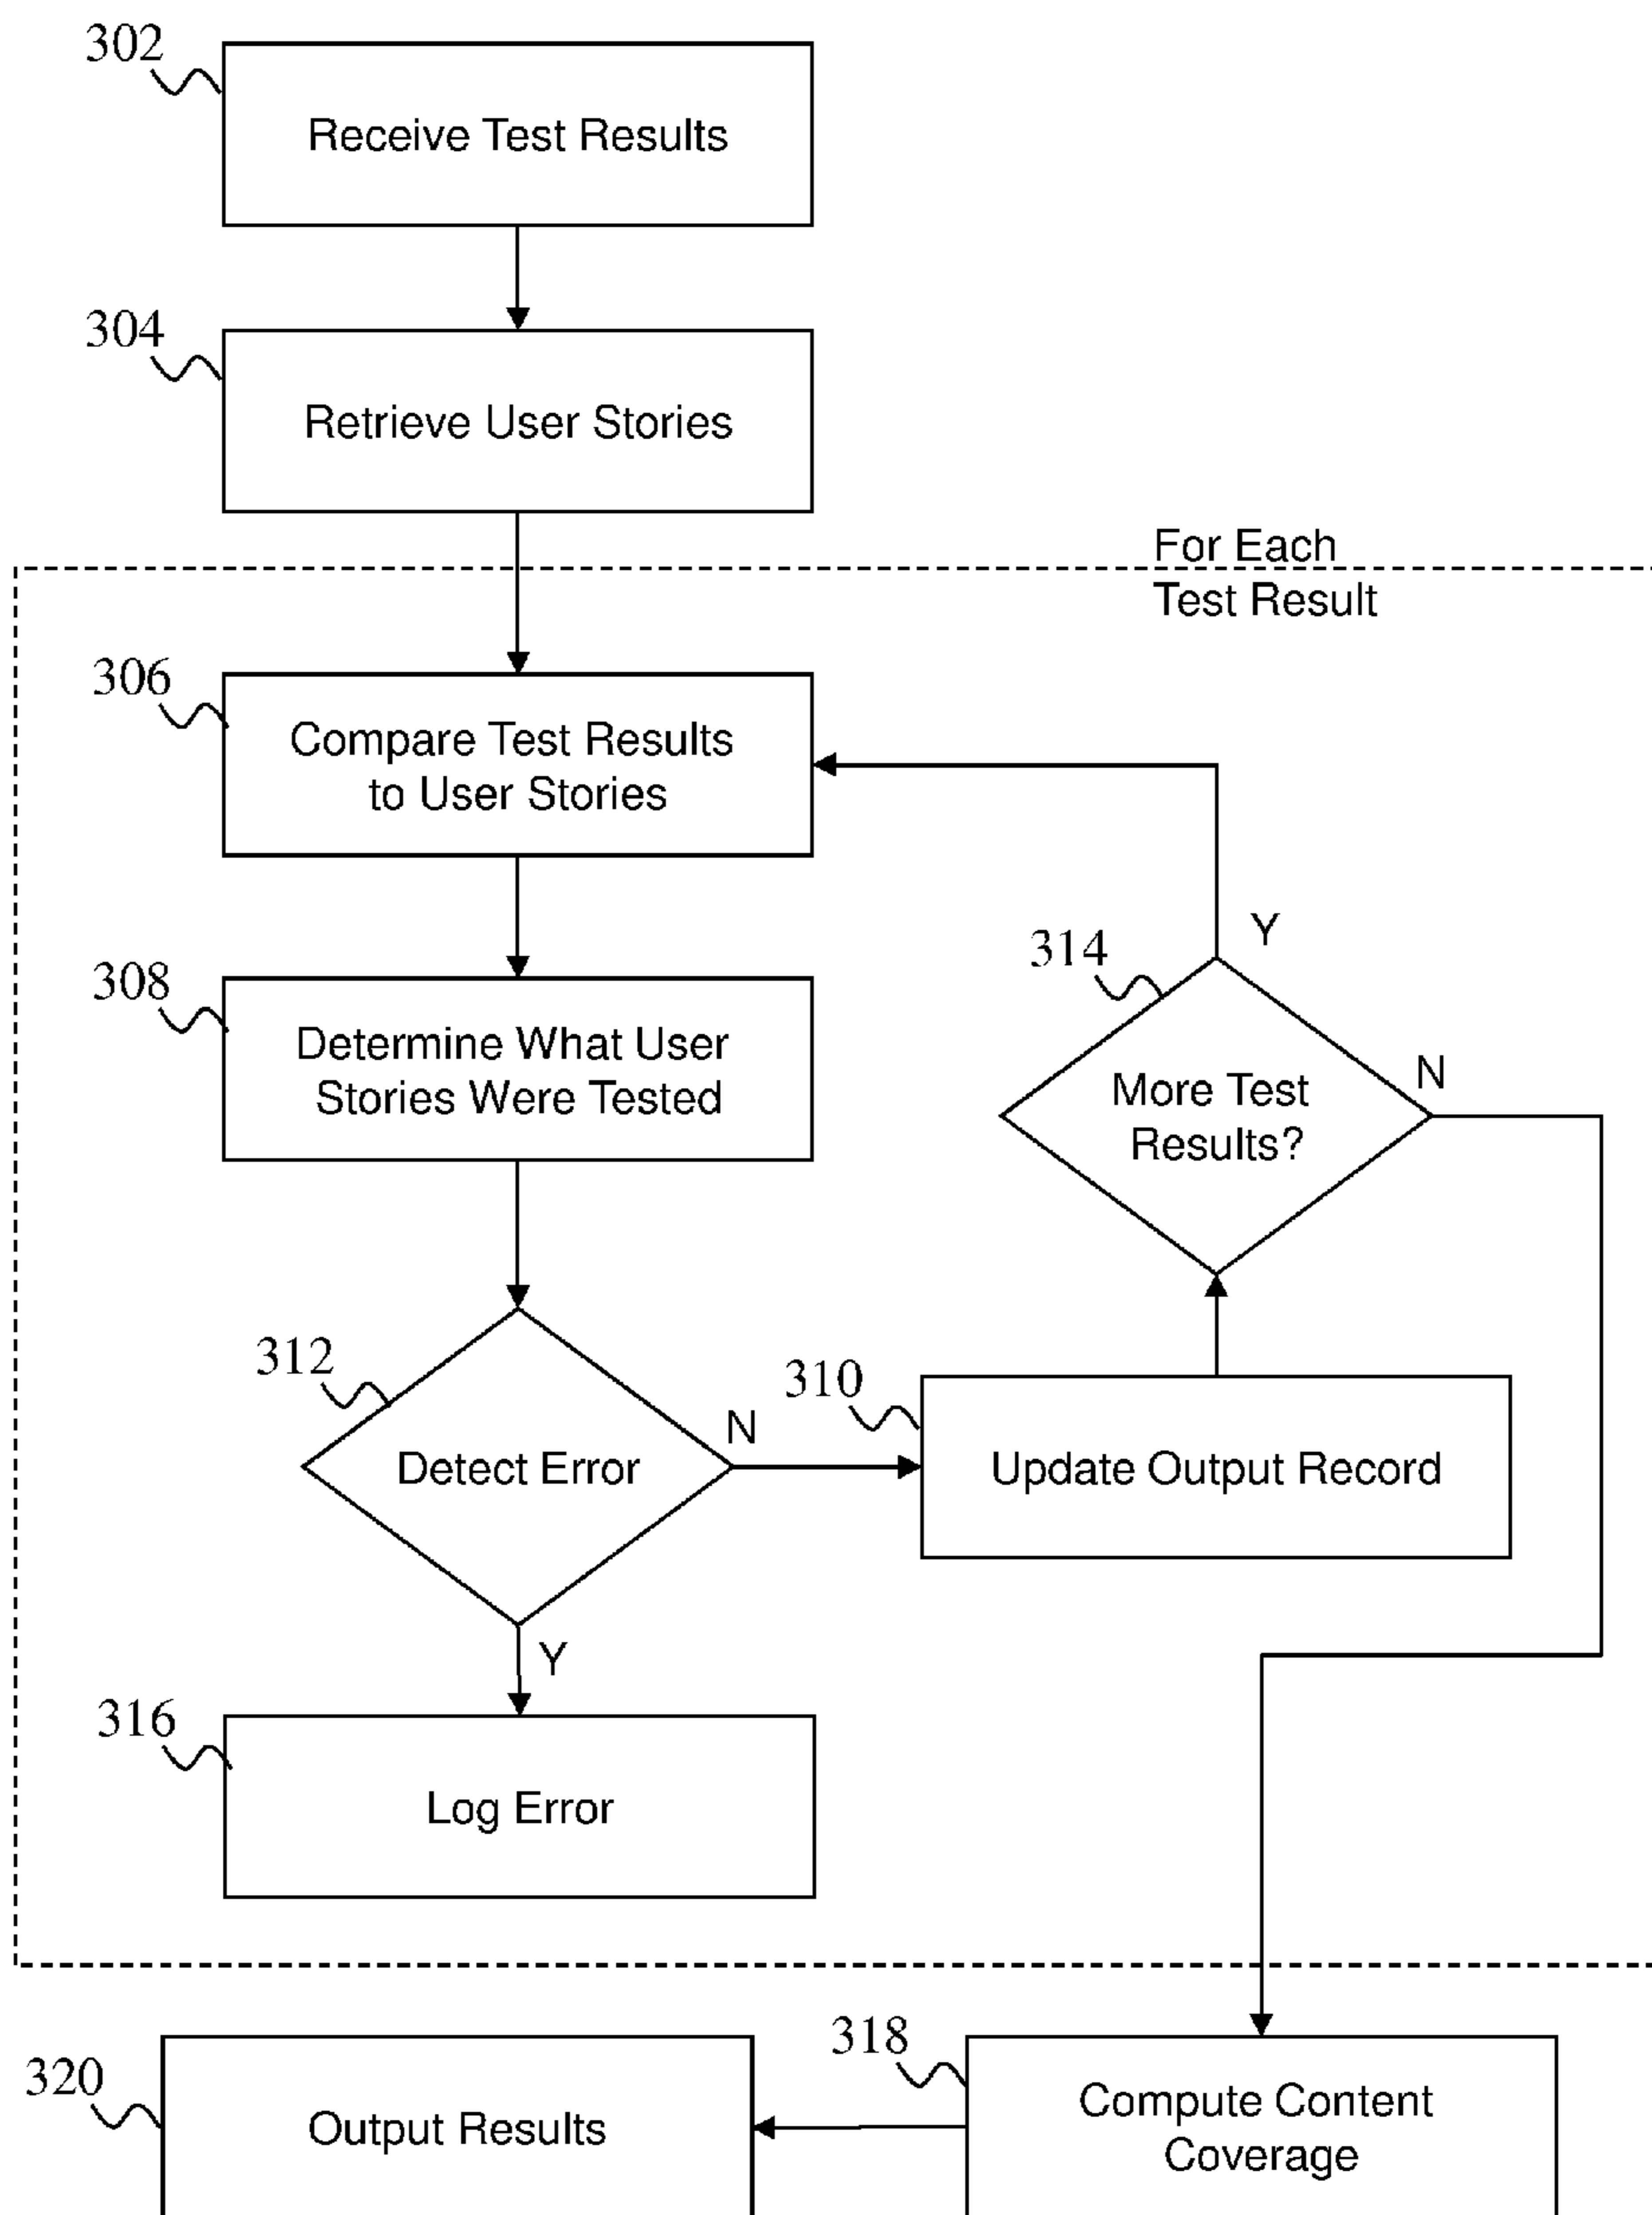 302
Receive Test Results
304
Retrieve User Stories
For Each
Test Result
306
Compare Test Results
to User Stories
308
Determine What User
Stories Were Tested
314
Y
N
More Test
Results?
312
Detect Error
N
Y
310
Update Output Record
316
Log Error
318
Compute Content
Coverage
320
Output Results